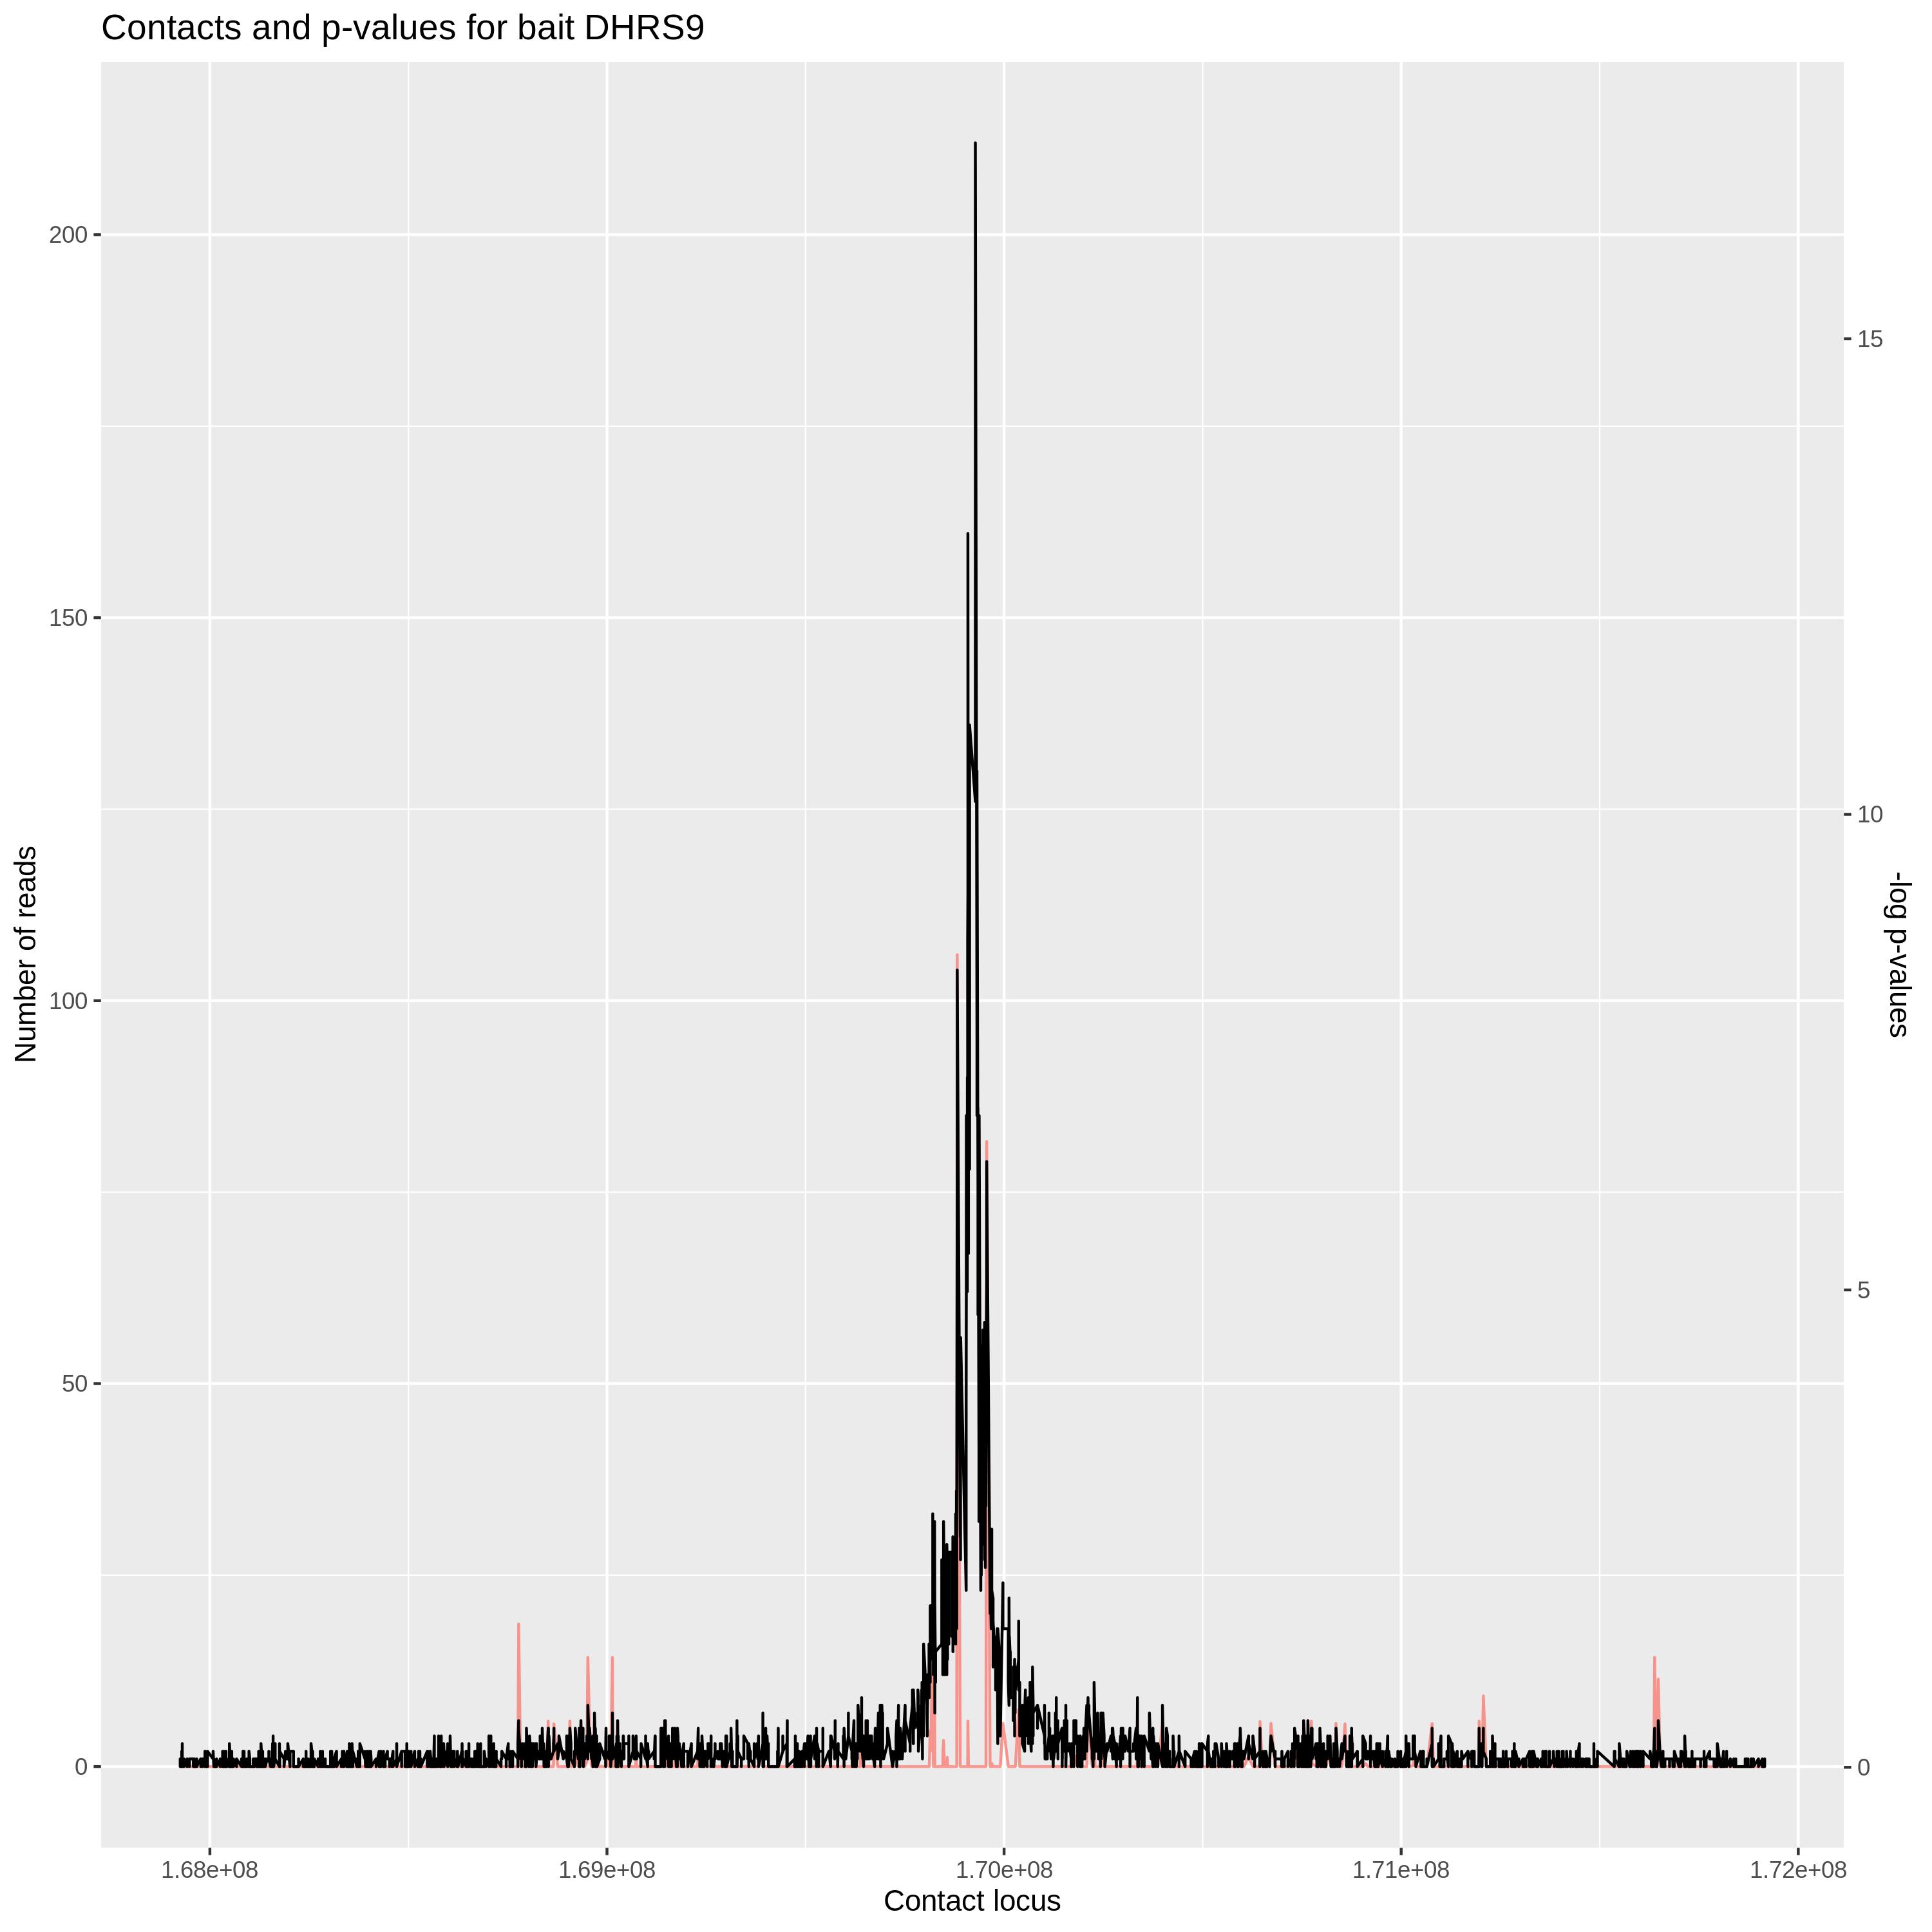 Contacts and p-values for bait DHRS9
Number of reads
200
150
100
50
0
15
10
5
0
-log p-values
1.68e+08
1.69e+08
1.70e+08
1.71e+08
1.72e+08
Contact locus